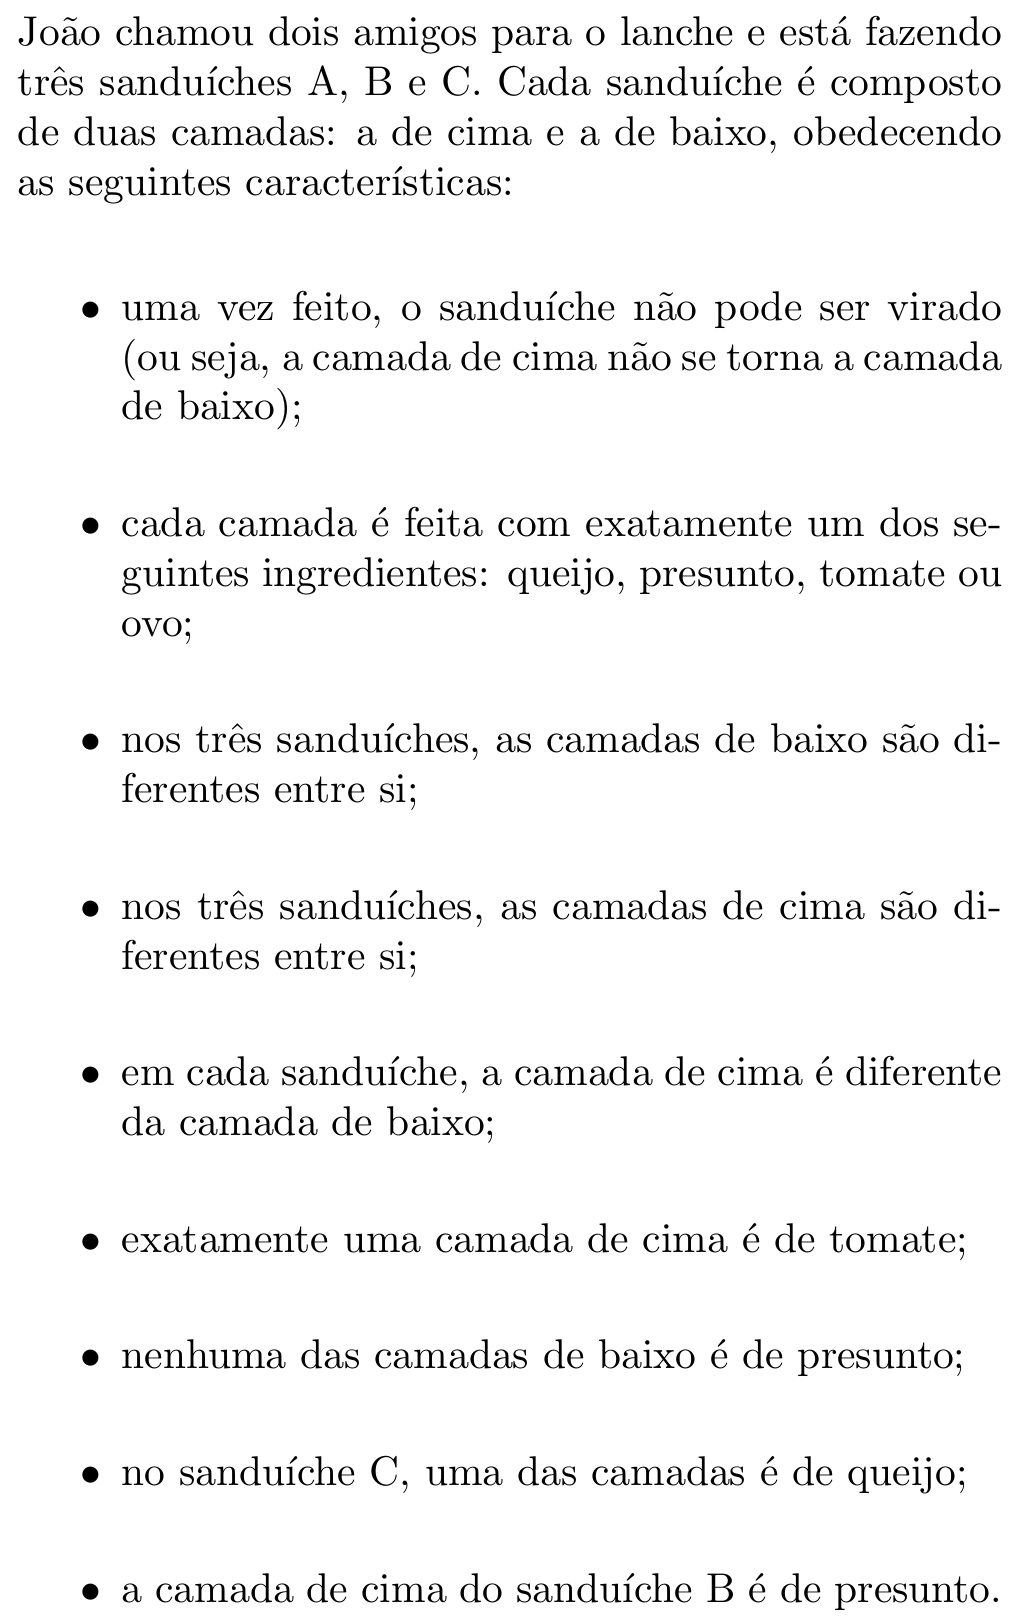 João chamou dois amigos para o lanche e está fazendo
três sanduíches A, B e C. Cada sanduíche é composto
de duas camadas: a de cima e a de baixo, obedecendo
as seguintes características:
• uma vez feito, o sanduíche não pode ser virado
(ou seja, a camada de cima não se torna a camada
de baixo);
• cada camada é feita com exatamente um dos se-
guintes ingredientes: queijo, presunto, tomate ou
ovo;
• nos três sanduíches, as camadas de baixo são di-
ferentes entre si;
• nos três sanduíches, as camadas de cima são di-
ferentes entre si;
• em cada sanduíche, a camada de cima é diferente
da camada de baixo;
• exatamente uma camada de cima é de tomate;
• nenhuma das camadas de baixo é de presunto;
• no sanduíche C, uma das camadas é de queijo;
• a camada de cima do sanduíche B é de presunto.